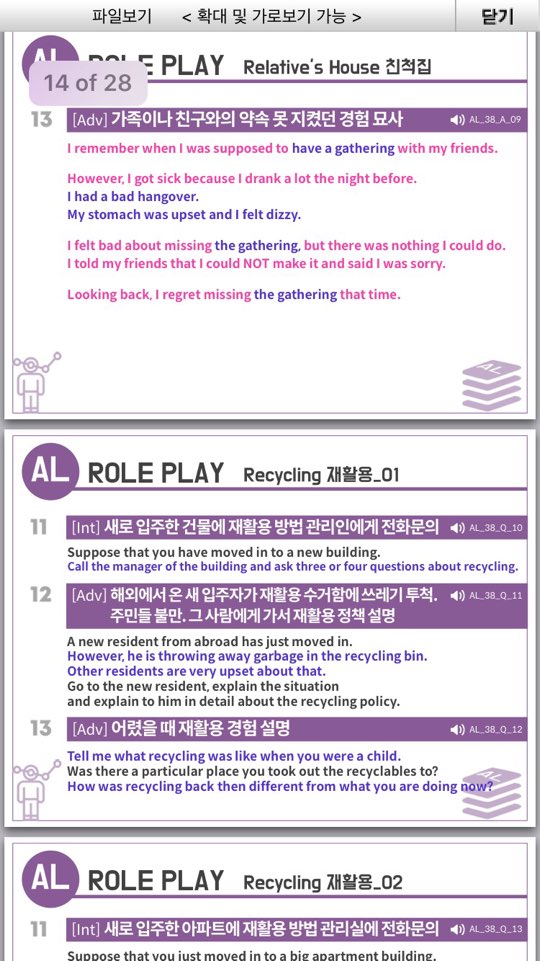 파일보기 < 확대 및 가로보기 가능 > 닫기
AL ROLE PLAY Relative's House 친척집
14 of 28
13 [Adv] 가족이나 친구와의 약속 못 지켰던 경험 묘사 AL_38_A_09
I remember when I was supposed to have a gathering with my friends.
However, I got sick because I drank a lot the night before.
I had a bad hangover.
My stomach was upset and I felt dizzy.
I felt bad about missing the gathering, but there was nothing I could do.
I told my friends that I could NOT make it and said I was sorry.
Looking back, I regret missing the gathering that time.
AL
AL ROLE PLAY Recycling 재활용_01
11 [Int] 새로 입주한 건물에 재활용 방법 관리인에게 전화문의 AL_38_Q_10
Suppose that you have moved in to a new building.
Call the manager of the building and ask three or four questions about recycling.
12 [Adv] 해외에서 온 새 입주자가 재활용 수거함에 쓰레기 투척. AL_38_Q_11
주민들 불만. 그 사람에게 가서 재활용 정책 설명
A new resident from abroad has just moved in.
However, he is throwing away garbage in the recycling bin.
Other residents are very upset about that.
Go to the new resident, explain the situation
and explain to him in detail about the recycling policy.
13 [Adv] 어렸을 때 재활용 경험 설명 AL_38_Q_12
Tell me what recycling was like when you were a child.
Was there a particular place you took out the recyclables to?
How was recycling back then different from what you are doing now?
AL
AL ROLE PLAY Recycling 재활용_02
11 [Int] 새로 입주한 아파트에 재활용 방법 관리실에 전화문의 AL_38_Q_13
Suppose that you just moved in to a big apartment building.